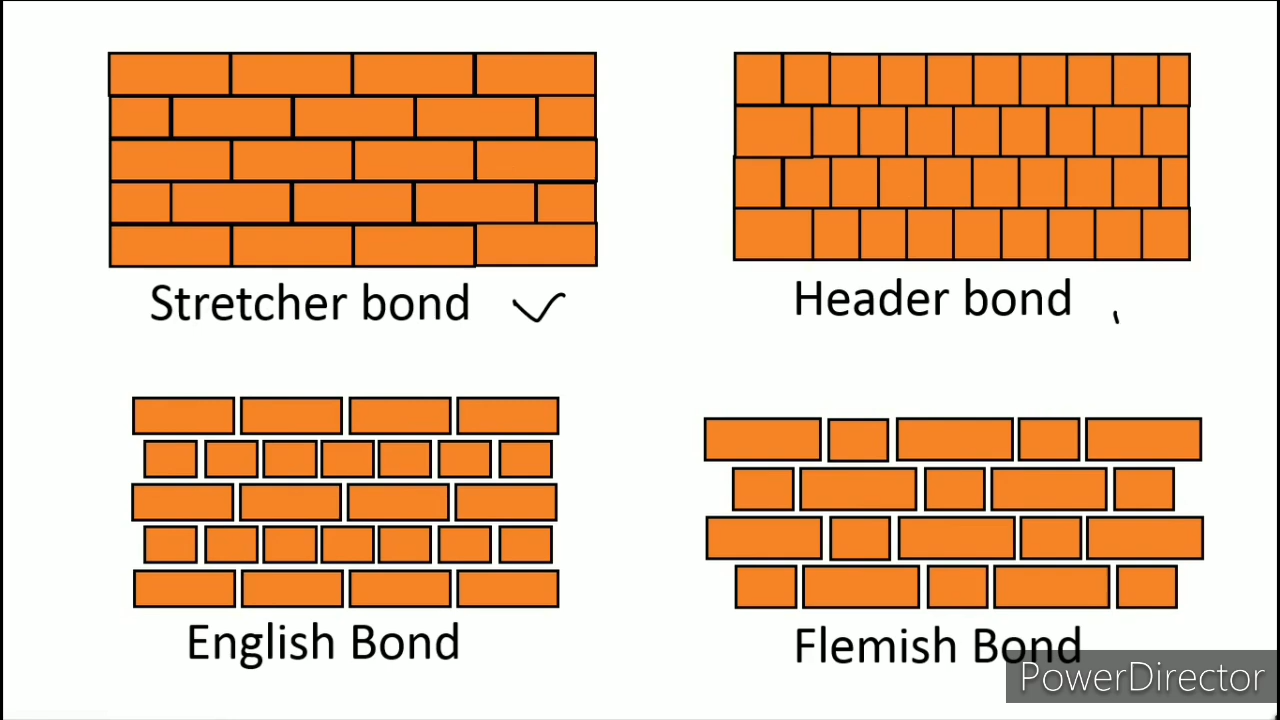 Stretcher bond
Header bond
English Bond
Flemish Bond
PowerDirector